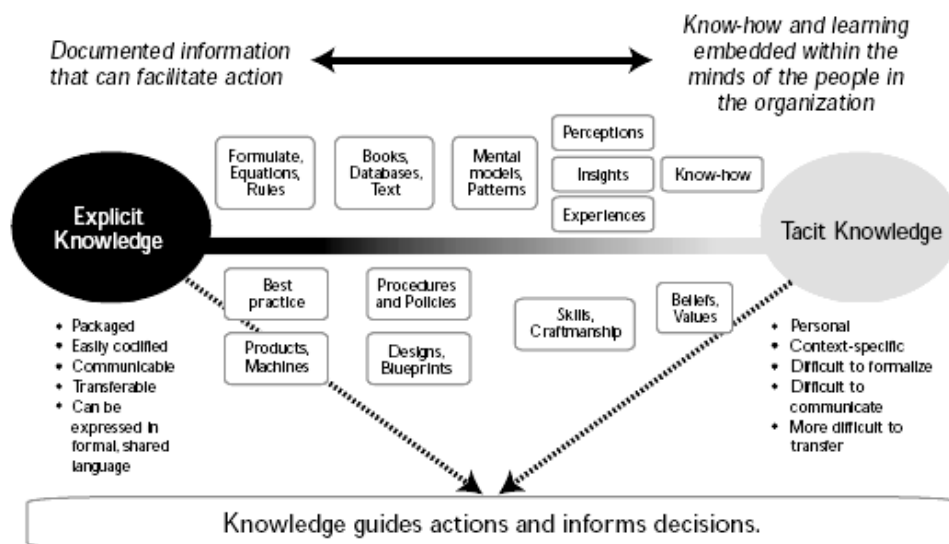 Documented information
that can facilitate action
Know-how and learning
embedded within the
minds of the people in
the organization
Formulate,
Equations,
Rules
Books,
Databases,
Text
Mental
models,
Patterns
Perceptions
Insights
Experiences
Know-how
Explicit
Knowledge
Tacit Knowledge
Best
practice
Procedures
and Policies
Skills,
Craftmanship
Beliefs,
Values
Products,
Machines
Designs,
Blueprints
• Packaged
• Easily codified
• Communicable
• Transferable
• Can be
expressed in
formal, shared
language
• Personal
• Context-specific
• Difficult to formalize
• Difficult to
communicate
• More difficult to
transfer
Knowledge guides actions and informs decisions.